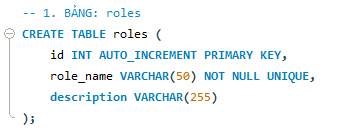 -- 1. BẢNG: roles
CREATE TABLE roles (
    id INT AUTO_INCREMENT PRIMARY KEY,
    role_name VARCHAR(50) NOT NULL UNIQUE,
    description VARCHAR(255)
);